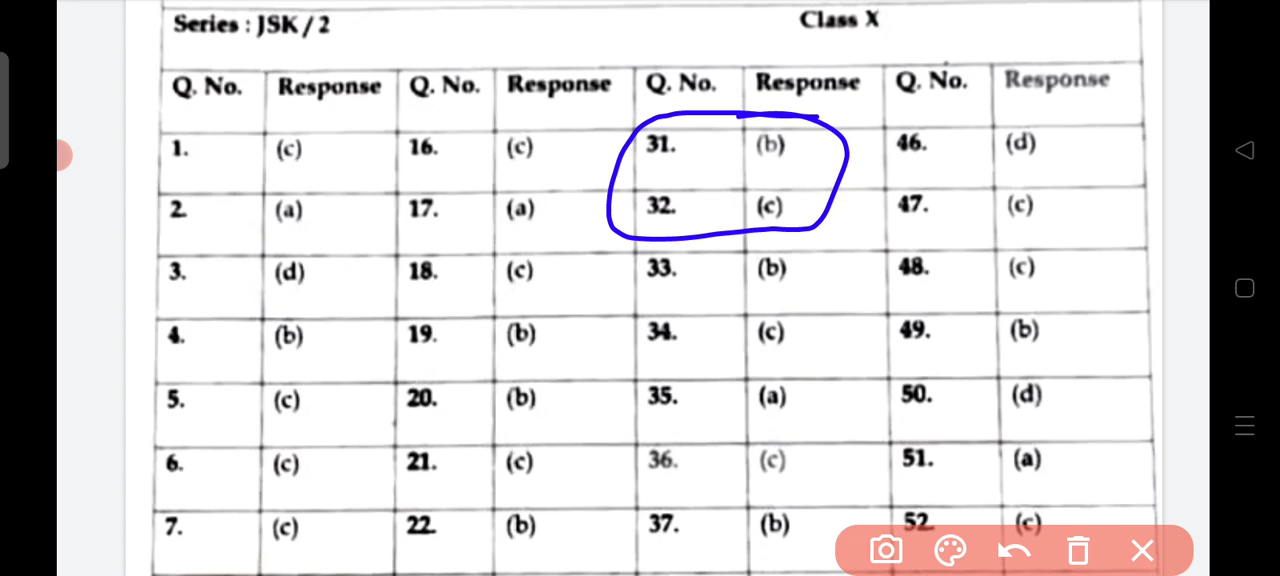 Series : JSK / 2 Class X
Q. No. Response Q. No. Response Q. No. Response Q. No. Response
1. (c) 16. (c) 31. (b) 46. (d)
2. (a) 17. (a) 32. (c) 47. (c)
3. (d) 18. (c) 33. (b) 48. (c)
4. (b) 19. (b) 34. (c) 49. (b)
5. (c) 20. (b) 35. (a) 50. (d)
6. (c) 21. (c) 36. (c) 51. (a)
7. (c) 22. (b) 37. (b) 52. (c)